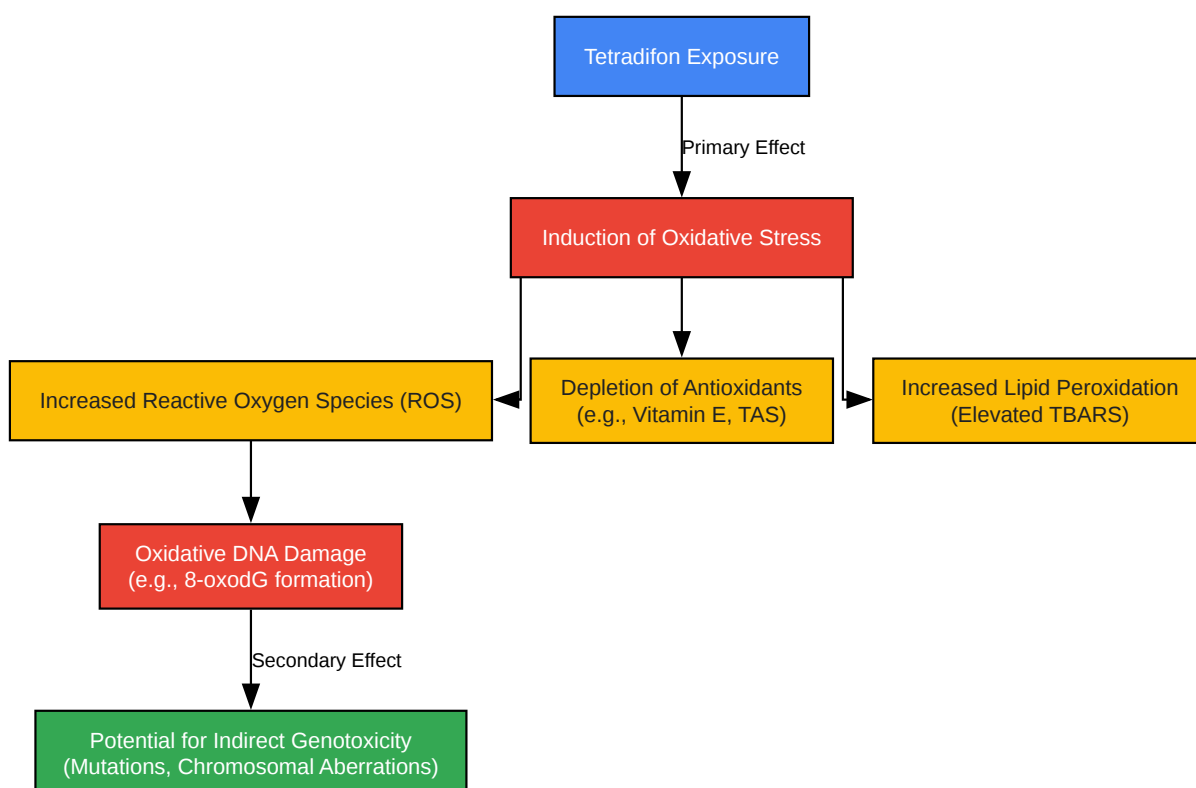 Tetradifon Exposure
Primary Effect
Induction of Oxidative Stress
Increased Reactive Oxygen Species (ROS)
Depletion of Antioxidants
(e.g., Vitamin E, TAS)
Increased Lipid Peroxidation
(Elevated TBARS)
Oxidative DNA Damage
(e.g., 8-oxodG formation)
Secondary Effect
Potential for Indirect Genotoxicity
(Mutations, Chromosomal Aberrations)